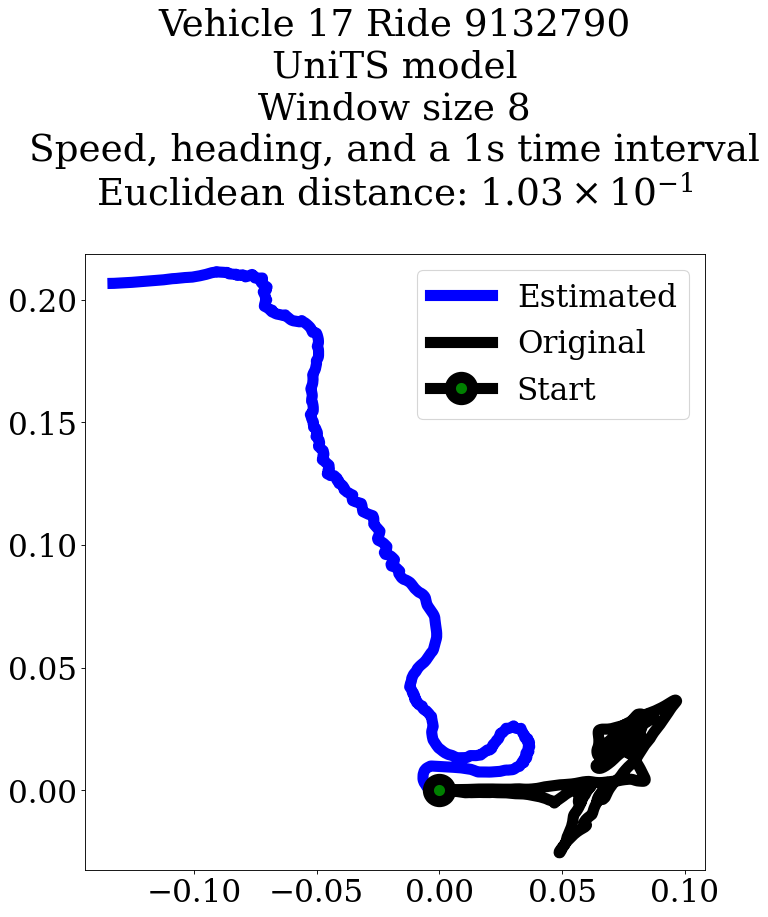 Vehicle 17 Ride 9132790
UniTS model
Window size 8
Speed, heading, and a 1s time interval
Euclidean distance: 1.03 × 10⁻¹
Estimated
Original
Start
0.20
0.15
0.10
0.05
0.00
−0.10 −0.05 0.00 0.05 0.10